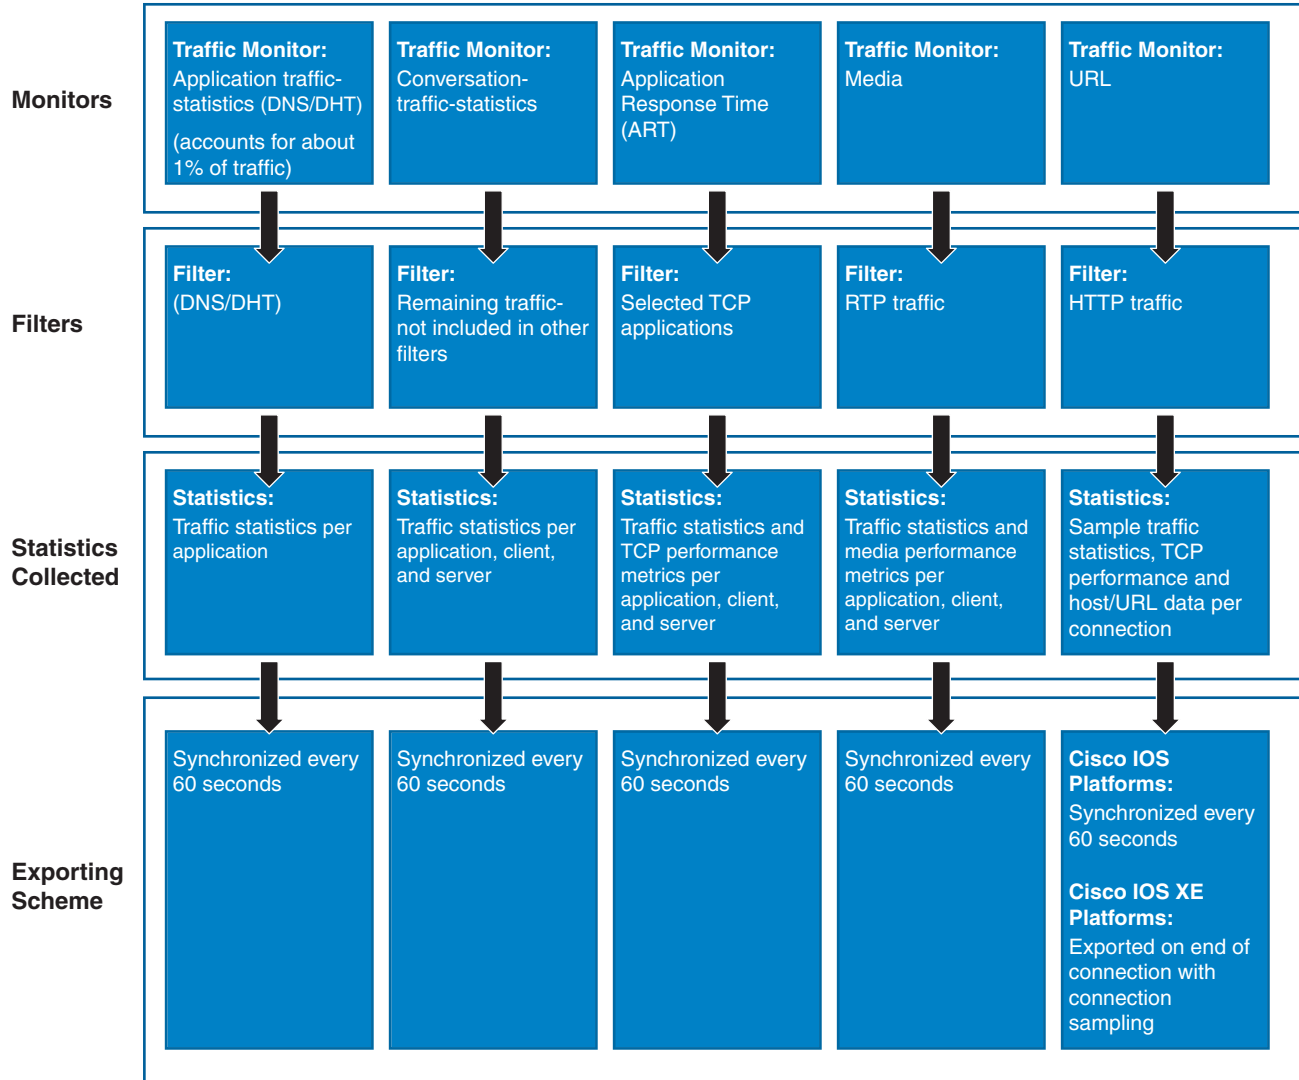 Monitors
Traffic Monitor:
Application traffic-
statistics (DNS/DHT)
(accounts for about
1% of traffic)
Traffic Monitor:
Conversation-
traffic-statistics
Traffic Monitor:
Application
Response Time
(ART)
Traffic Monitor:
Media
Traffic Monitor:
URL
Filters
Filter:
(DNS/DHT)
Filter:
Remaining traffic-
not included in other
filters
Filter:
Selected TCP
applications
Filter:
RTP traffic
Filter:
HTTP traffic
Statistics
Collected
Statistics:
Traffic statistics per
application
Statistics:
Traffic statistics per
application, client,
and server
Statistics:
Traffic statistics and
TCP performance
metrics per
application, client,
and server
Statistics:
Traffic statistics and
media performance
metrics per
application, client,
and server
Statistics:
Sample traffic
statistics, TCP
performance and
host/URL data per
connection
Exporting
Scheme
Synchronized every
60 seconds
Synchronized every
60 seconds
Synchronized every
60 seconds
Synchronized every
60 seconds
Cisco IOS
Platforms:
Synchronized every
60 seconds
Cisco IOS XE
Platforms:
Exported on end of
connection with
connection
sampling